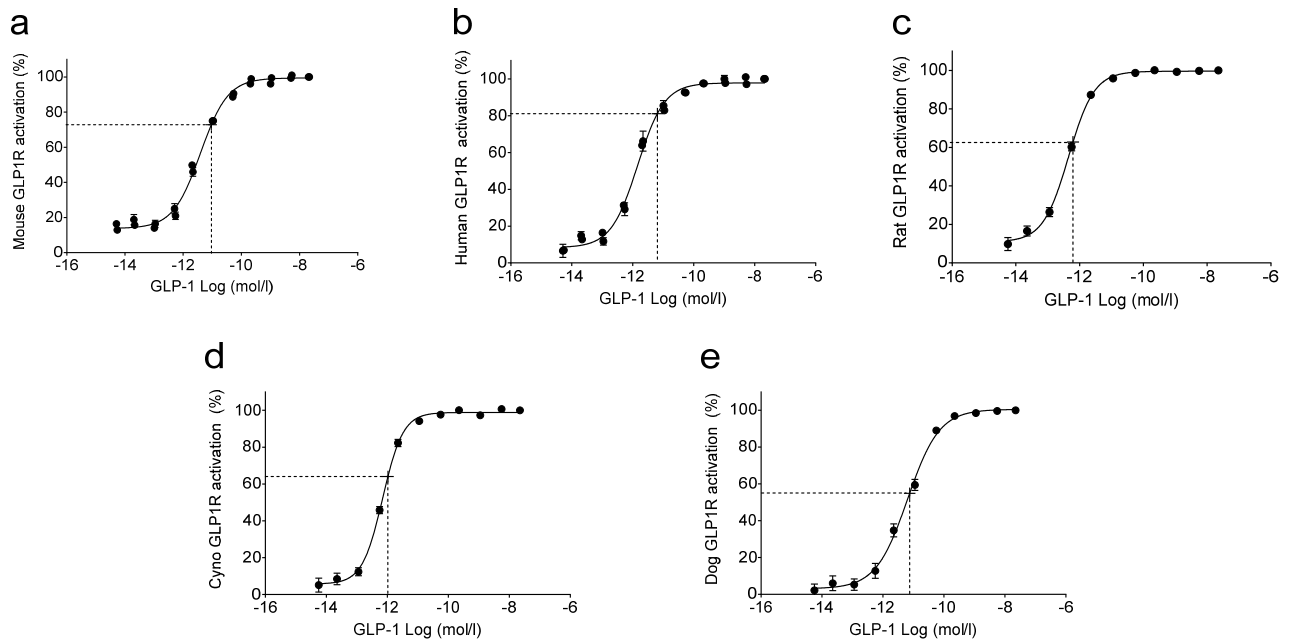 a
Mouse GLP1R activation (%)
100
80
60
40
20
0
-16 -14 -12 -10 -8 -6
GLP-1 Log (mol/l)
b
Human GLP1R activation (%)
100
80
60
40
20
0
-16 -14 -12 -10 -8 -6
GLP-1 Log (mol/l)
c
Rat GLP1R activation (%)
100
80
60
40
20
0
-16 -14 -12 -10 -8 -6
GLP-1 Log (mol/l)
d
Cyno GLP1R activation (%)
100
80
60
40
20
0
-16 -14 -12 -10 -8 -6
GLP-1 Log (mol/l)
e
Dog GLP1R activation (%)
100
80
60
40
20
0
-16 -14 -12 -10 -8 -6
GLP-1 Log (mol/l)